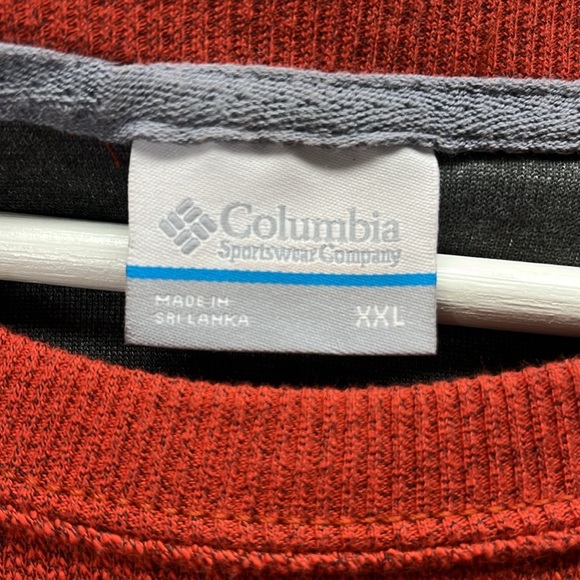 Columbia
Sportswear Company
MADE IN
SRI LANKA
XXL